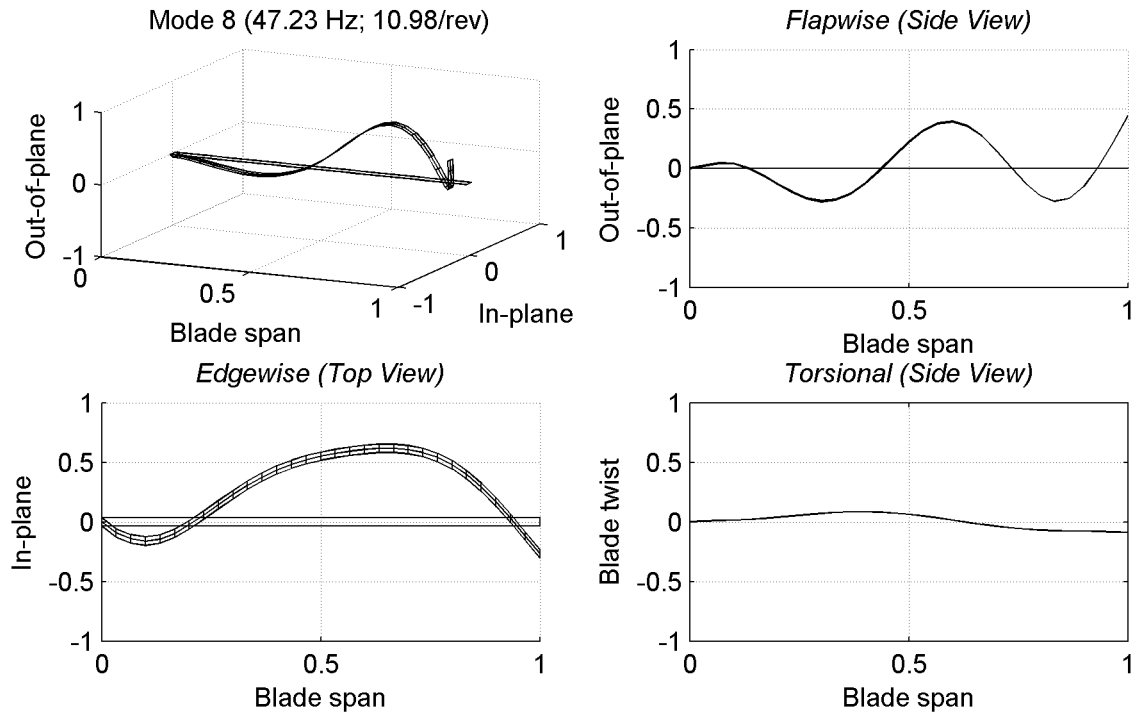 Mode 8 (47.23 Hz; 10.98/rev)
1
0
-1
Out-of-plane
0
0.5
1
Blade span
-1
0
1
In-plane
Flapwise (Side View)
1
0.5
0
-0.5
-1
Out-of-plane
0
0.5
1
Blade span
Edgewise (Top View)
1
0.5
0
-0.5
-1
In-plane
0
0.5
1
Blade span
Torsional (Side View)
1
0.5
0
-0.5
-1
Blade twist
0
0.5
1
Blade span